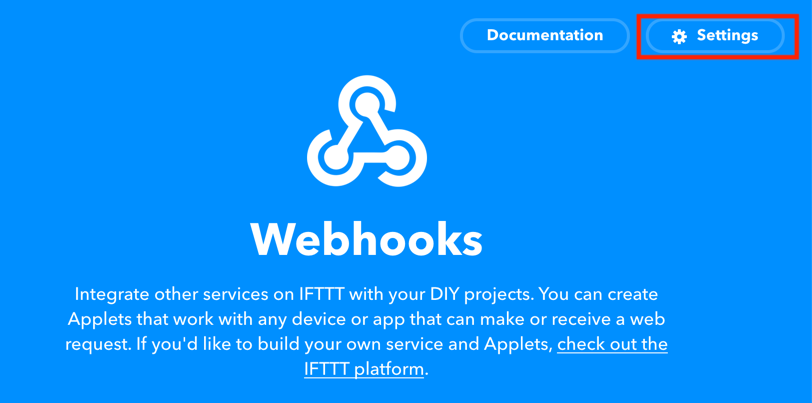 Documentation
Settings
Webhooks
Integrate other services on IFTTT with your DIY projects. You can create
Applets that work with any device or app that can make or receive a web
request. If you'd like to build your own service and Applets, check out the
IFTTT platform.